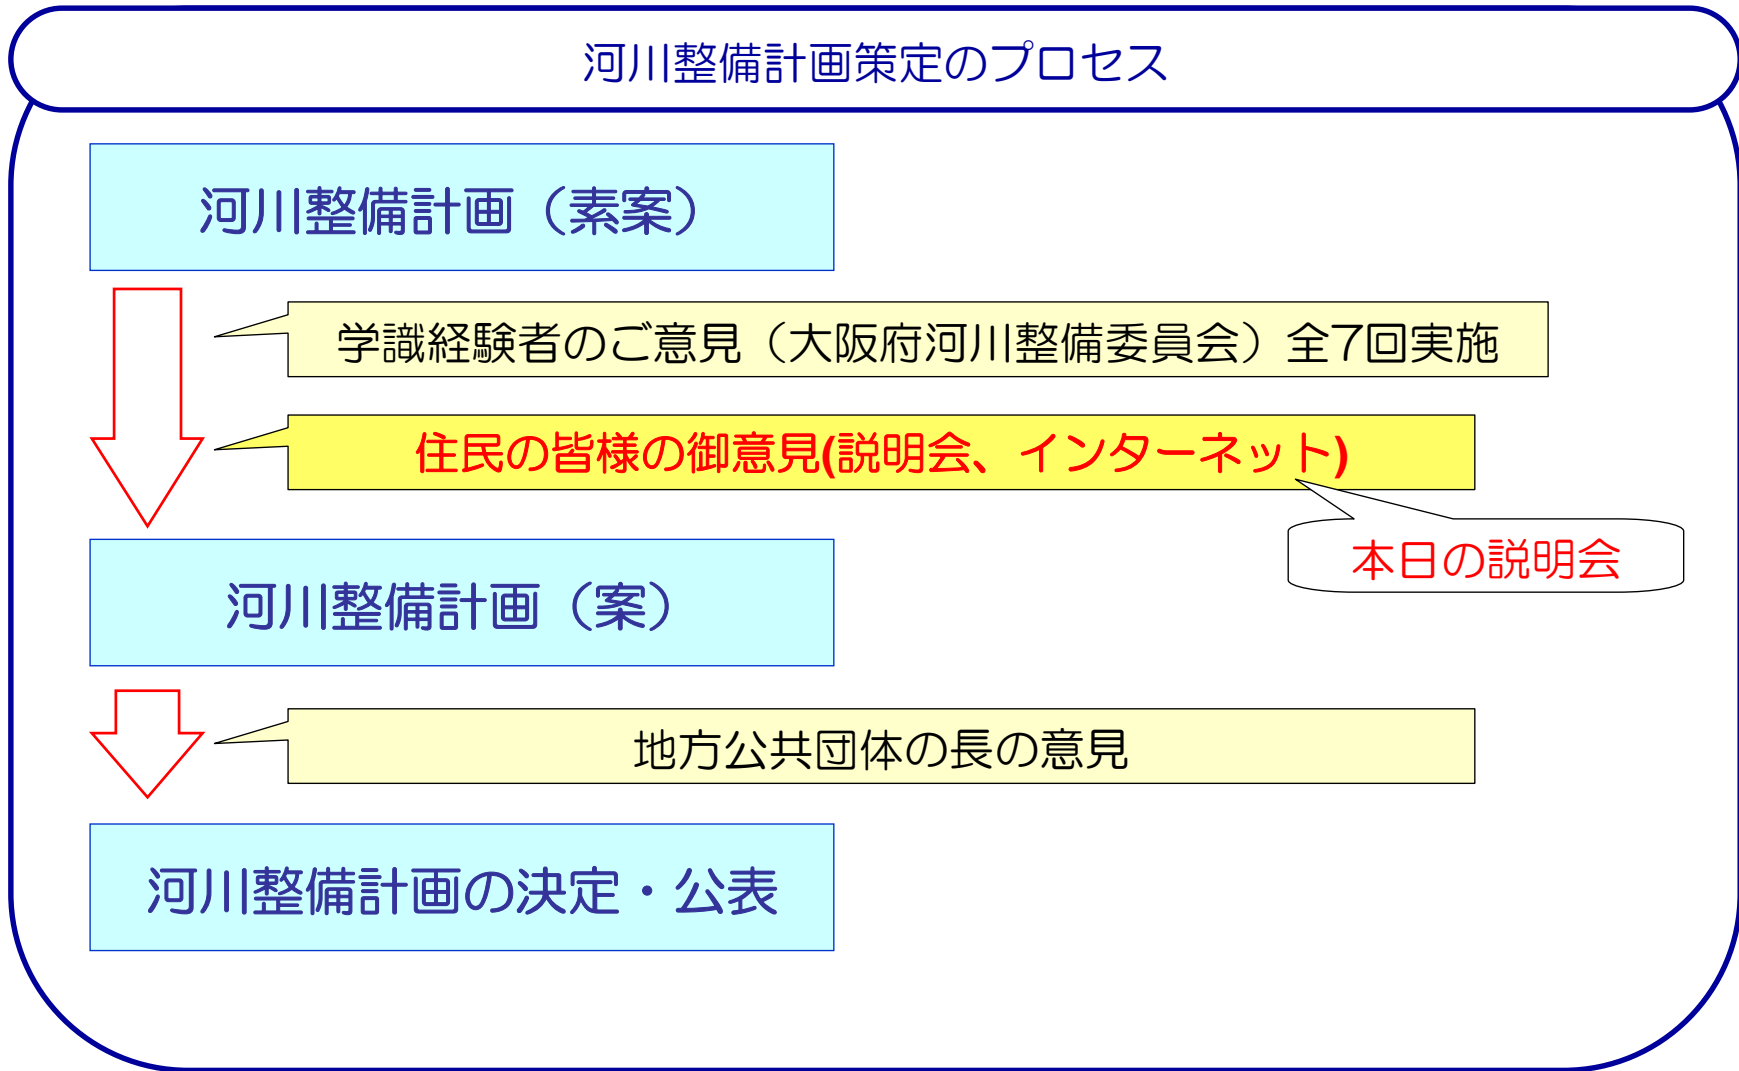 河川整備計画策定のプロセス
河川整備計画（素案）
学識経験者のご意見（大阪府河川整備委員会）全7回実施
住民の皆様の御意見(説明会、インターネット)
本日の説明会
河川整備計画（案）
地方公共団体の長の意見
河川整備計画の決定・公表